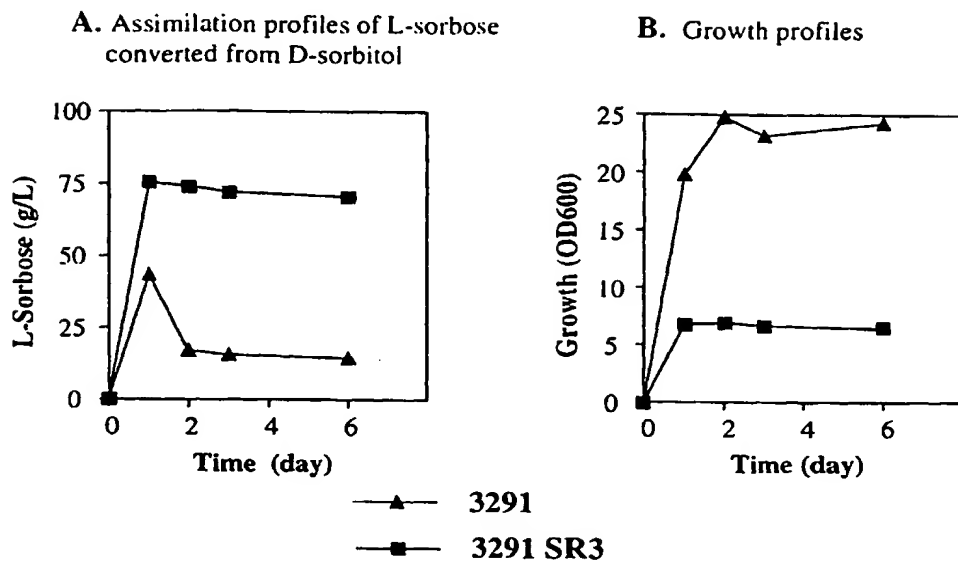 A. Assimilation profiles of L-sorbose
converted from D-sorbitol
B. Growth profiles
100
75
50
25
0
L-Sorbose (g/L)
0 2 4 6
Time (day)
25
20
15
10
5
0
Growth (OD600)
0 2 4 6
Time (day)
3291
3291 SR3